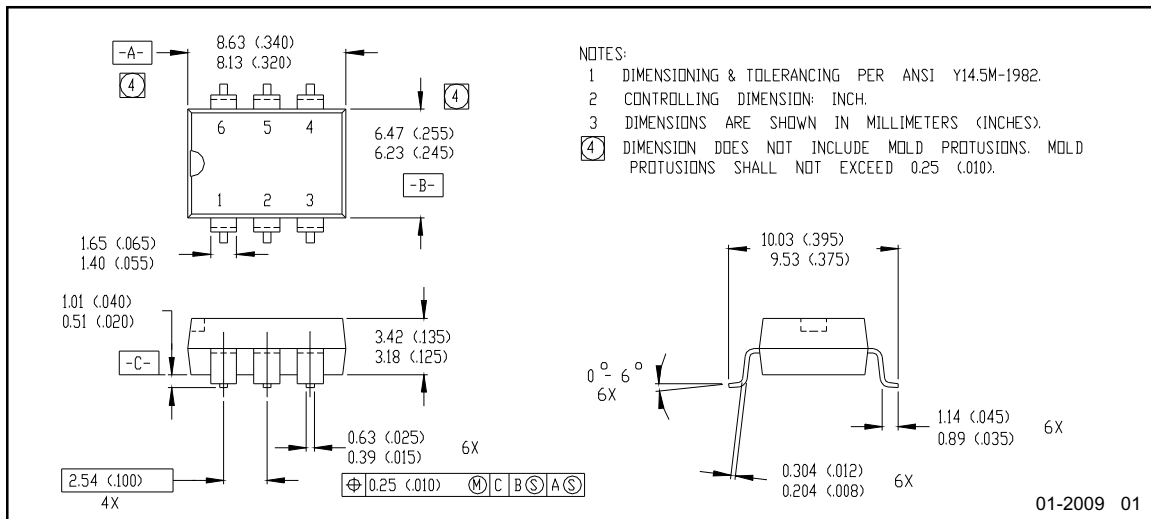 -A-
8.63 (.340)
8.13 (.320)
4
4
6 5 4
1 2 3
6.47 (.255)
6.23 (.245)
-B-
1.65 (.065)
1.40 (.055)
NOTES:
1 DIMENSIONING & TOLERANCING PER ANSI Y14.5M-1982.
2 CONTROLLING DIMENSION: INCH.
3 DIMENSIONS ARE SHOWN IN MILLIMETERS (INCHES).
4 DIMENSION DOES NOT INCLUDE MOLD PROTUSIONS. MOLD
PROTUSIONS SHALL NOT EXCEED 0.25 (.010).
1.01 (.040)
0.51 (.020)
-C-
3.42 (.135)
3.18 (.125)
0.63 (.025)
0.39 (.015)
6X
2.54 (.100)
4X
⌖ 0.25 (.010) Ⓜ C B Ⓢ A Ⓢ
10.03 (.395)
9.53 (.375)
0° - 6°
6X
1.14 (.045)
0.89 (.035)
6X
0.304 (.012)
0.204 (.008)
6X
01-2009 01